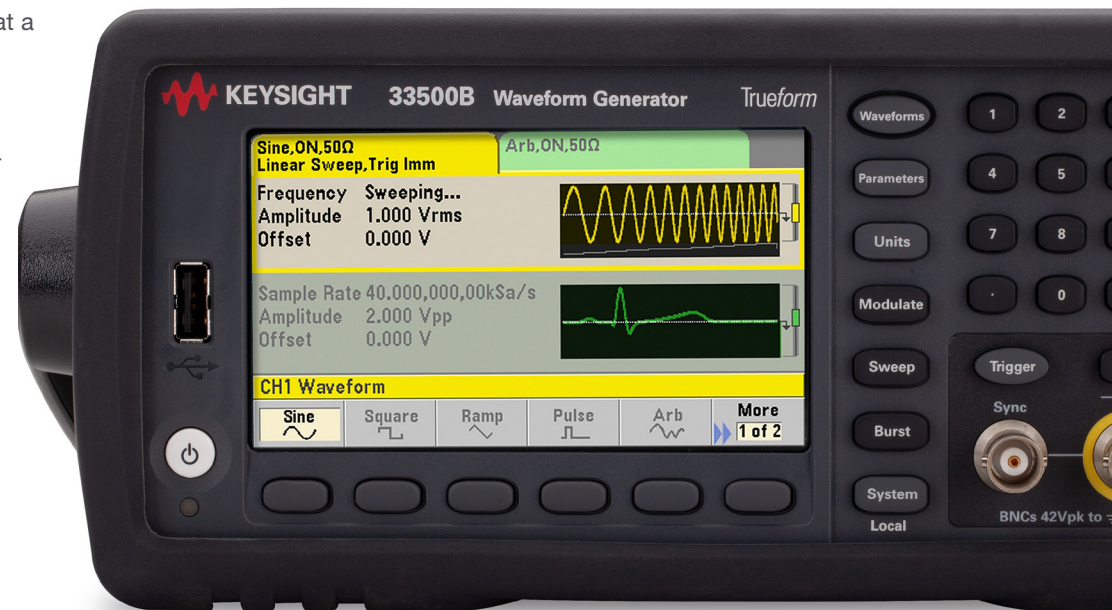 at a
KEYSIGHT 33500B Waveform Generator Trueform
Sine,ON,50Ω
Linear Sweep,Trig Imm
Arb,ON,50Ω
Frequency Sweeping...
Amplitude 1.000 Vrms
Offset 0.000 V
Sample Rate 40.000,000,00kSa/s
Amplitude 2.000 Vpp
Offset 0.000 V
CH1 Waveform
Sine Square Ramp Pulse Arb More
1 of 2
Waveforms
Parameters
Units
Modulate
Sweep
Burst
System
Local
1 2
4 5
7 8
. 0
Trigger
Sync
BNCs 42Vpk to